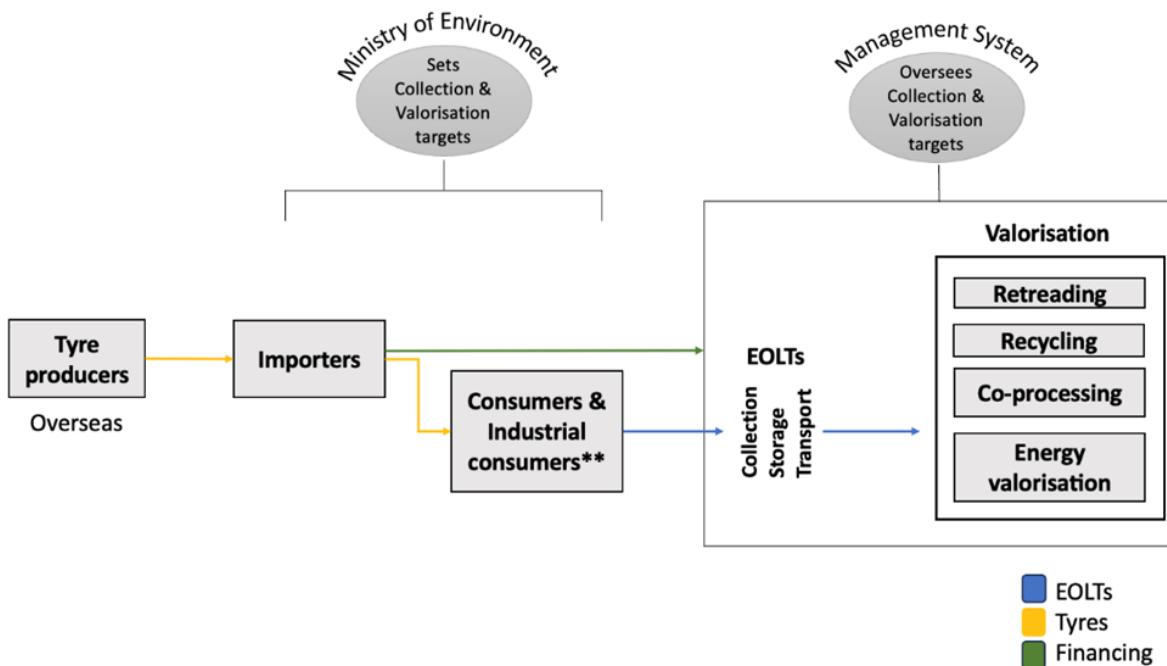 Ministry of Environment
Sets
Collection &
Valorisation
targets
Management System
Oversees
Collection &
Valorisation
targets
Valorisation
Retreading
Recycling
Co-processing
Energy
valorisation
Tyre
producers
Overseas
Importers
Consumers &
Industrial
consumers**
EOLTs
Collection
Storage
Transport
EOLTs
Tyres
Financing